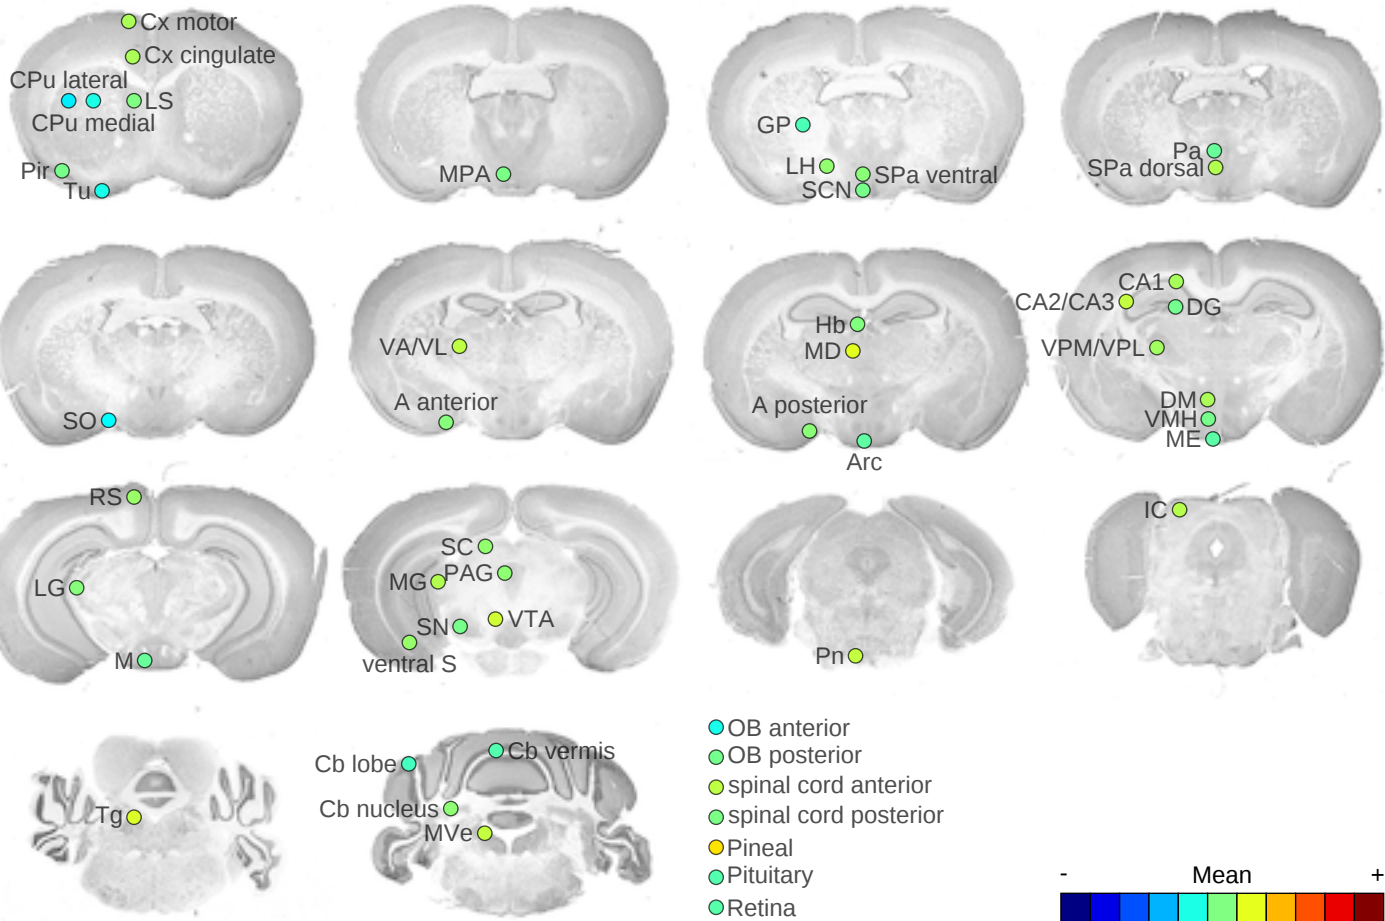 Cx motor
Cx cingulate
CPu lateral
LS
CPu medial
Pir
Tu
MPA
GP
LH
SPa ventral
SCN
Pa
SPa dorsal
SO
VA/VL
A anterior
Hb
MD
A posterior
Arc
CA1
CA2/CA3
DG
VPM/VPL
DM
VMH
ME
RS
LG
M
SC
PAG
MG
VTA
SN
ventral S
Pn
IC
Tg
Cb vermis
Cb lobe
Cb nucleus
MVe
OB anterior
OB posterior
spinal cord anterior
spinal cord posterior
Pineal
Pituitary
Retina
- Mean +